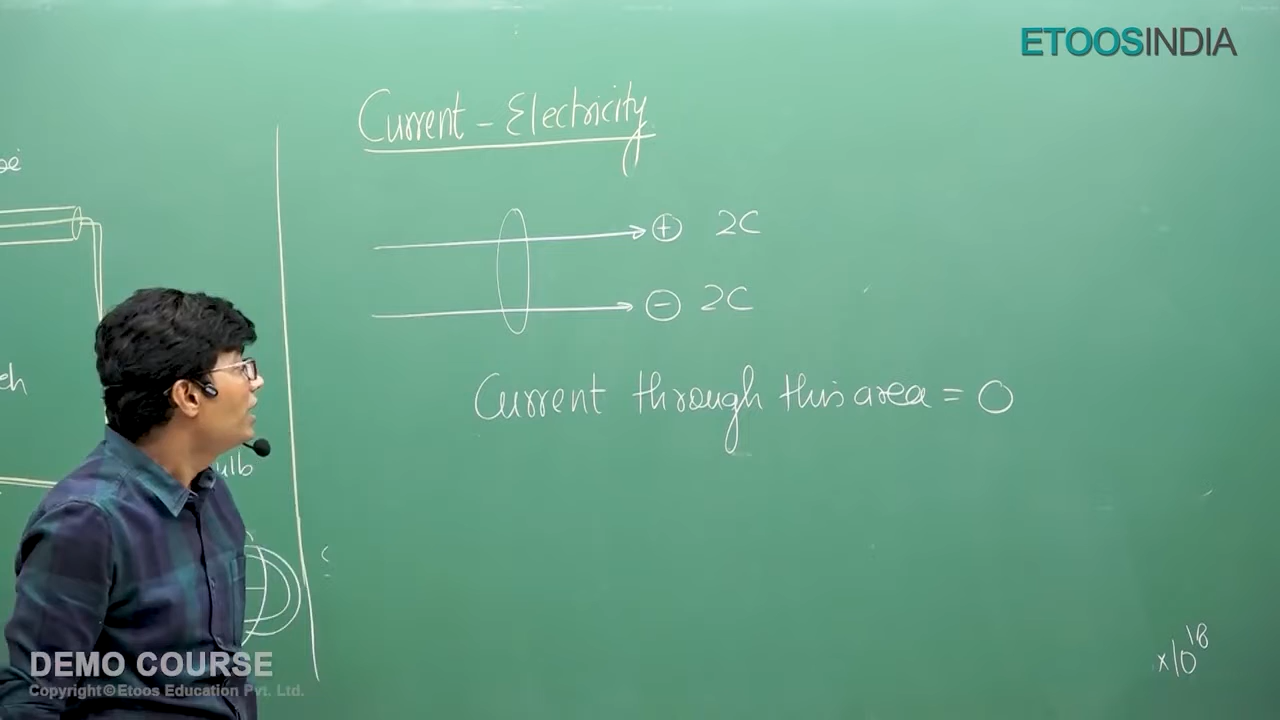 ETOOSINDIA
Current - Electricity
+ 2C
- 2C
Current through this area = 0
ulb
×10^18
DEMO COURSE
Copyright © Etoos Education Pvt. Ltd.